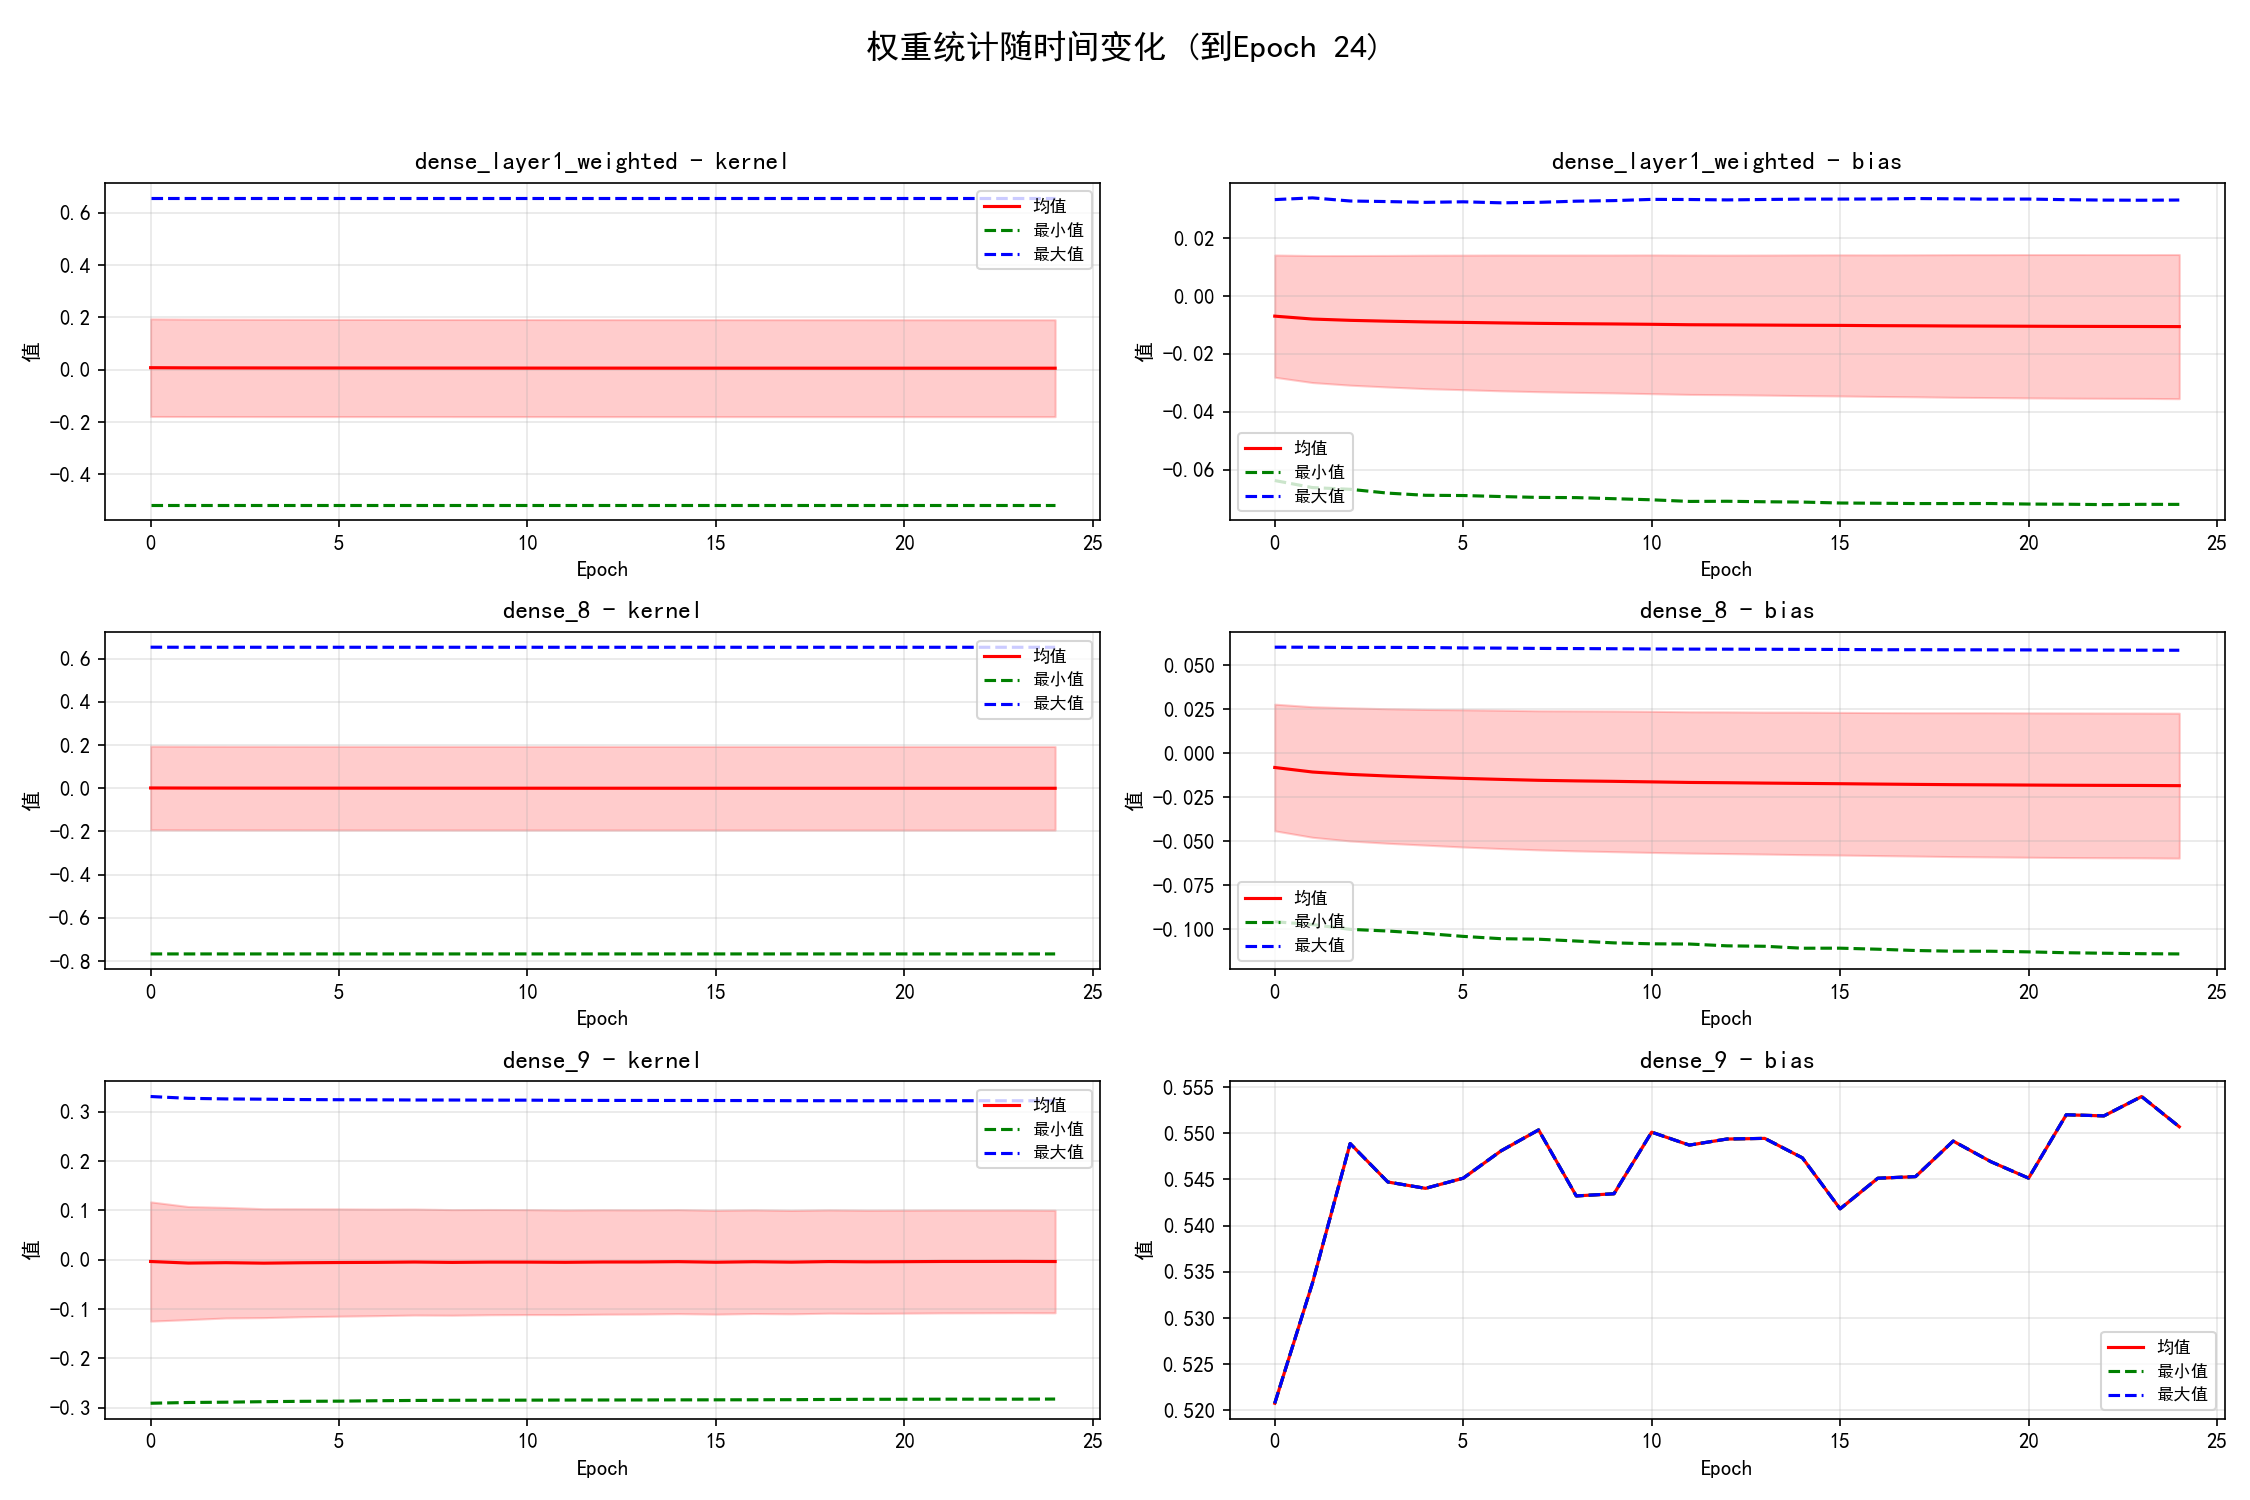 权重统计随时间变化 (到Epoch 24)
dense_layer1_weighted - kernel
值
0.6
0.4
0.2
0.0
-0.2
-0.4
均值
最小值
最大值
0 5 10 15 20 25
Epoch
dense_layer1_weighted - bias
值
0.02
0.00
-0.02
-0.04
-0.06
均值
最小值
最大值
0 5 10 15 20 25
Epoch
dense_8 - kernel
值
0.6
0.4
0.2
0.0
-0.2
-0.4
-0.6
-0.8
均值
最小值
最大值
0 5 10 15 20 25
Epoch
dense_8 - bias
值
0.050
0.025
0.000
-0.025
-0.050
-0.075
-0.100
均值
最小值
最大值
0 5 10 15 20 25
Epoch
dense_9 - kernel
值
0.3
0.2
0.1
0.0
-0.1
-0.2
-0.3
均值
最小值
最大值
0 5 10 15 20 25
Epoch
dense_9 - bias
值
0.555
0.550
0.545
0.540
0.535
0.530
0.525
0.520
均值
最小值
最大值
0 5 10 15 20 25
Epoch